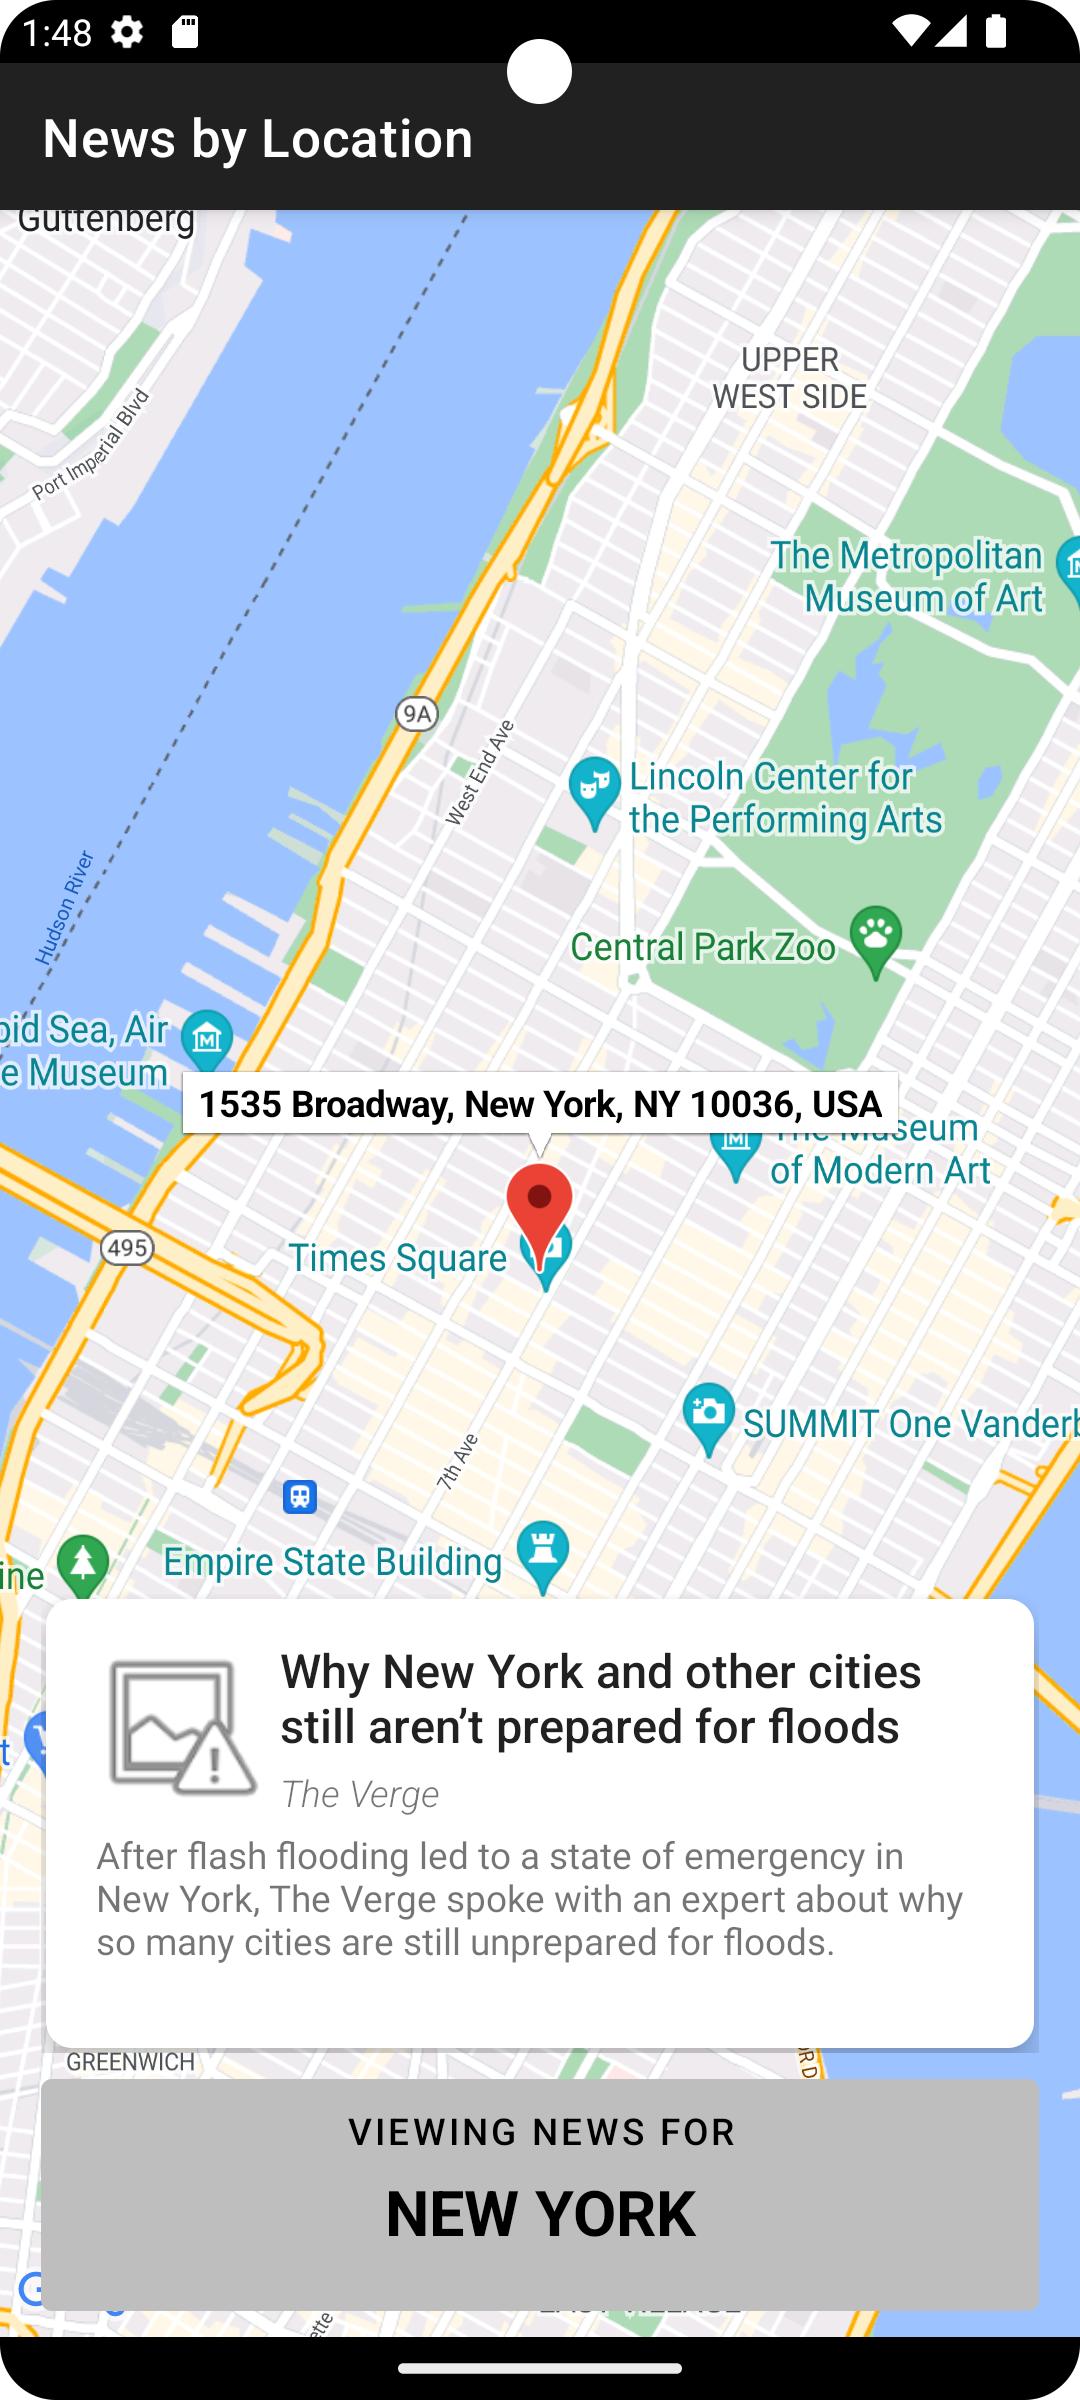 1:48
News by Location
Guttenberg
UPPER
WEST SIDE
Port Imperial Blvd
The Metropolitan
Museum of Art
9A
West End Ave
Lincoln Center for
the Performing Arts
Hudson River
Central Park Zoo
Sea, Air
Museum
1535 Broadway, New York, NY 10036, USA
The Museum
of Modern Art
495
Times Square
SUMMIT One
7th Ave
Empire State Building
Why New York and other cities
still aren’t prepared for floods
The Verge
After flash flooding led to a state of emergency in
New York, The Verge spoke with an expert about why
so many cities are still unprepared for floods.
GREENWICH
VIEWING NEWS FOR
NEW YORK